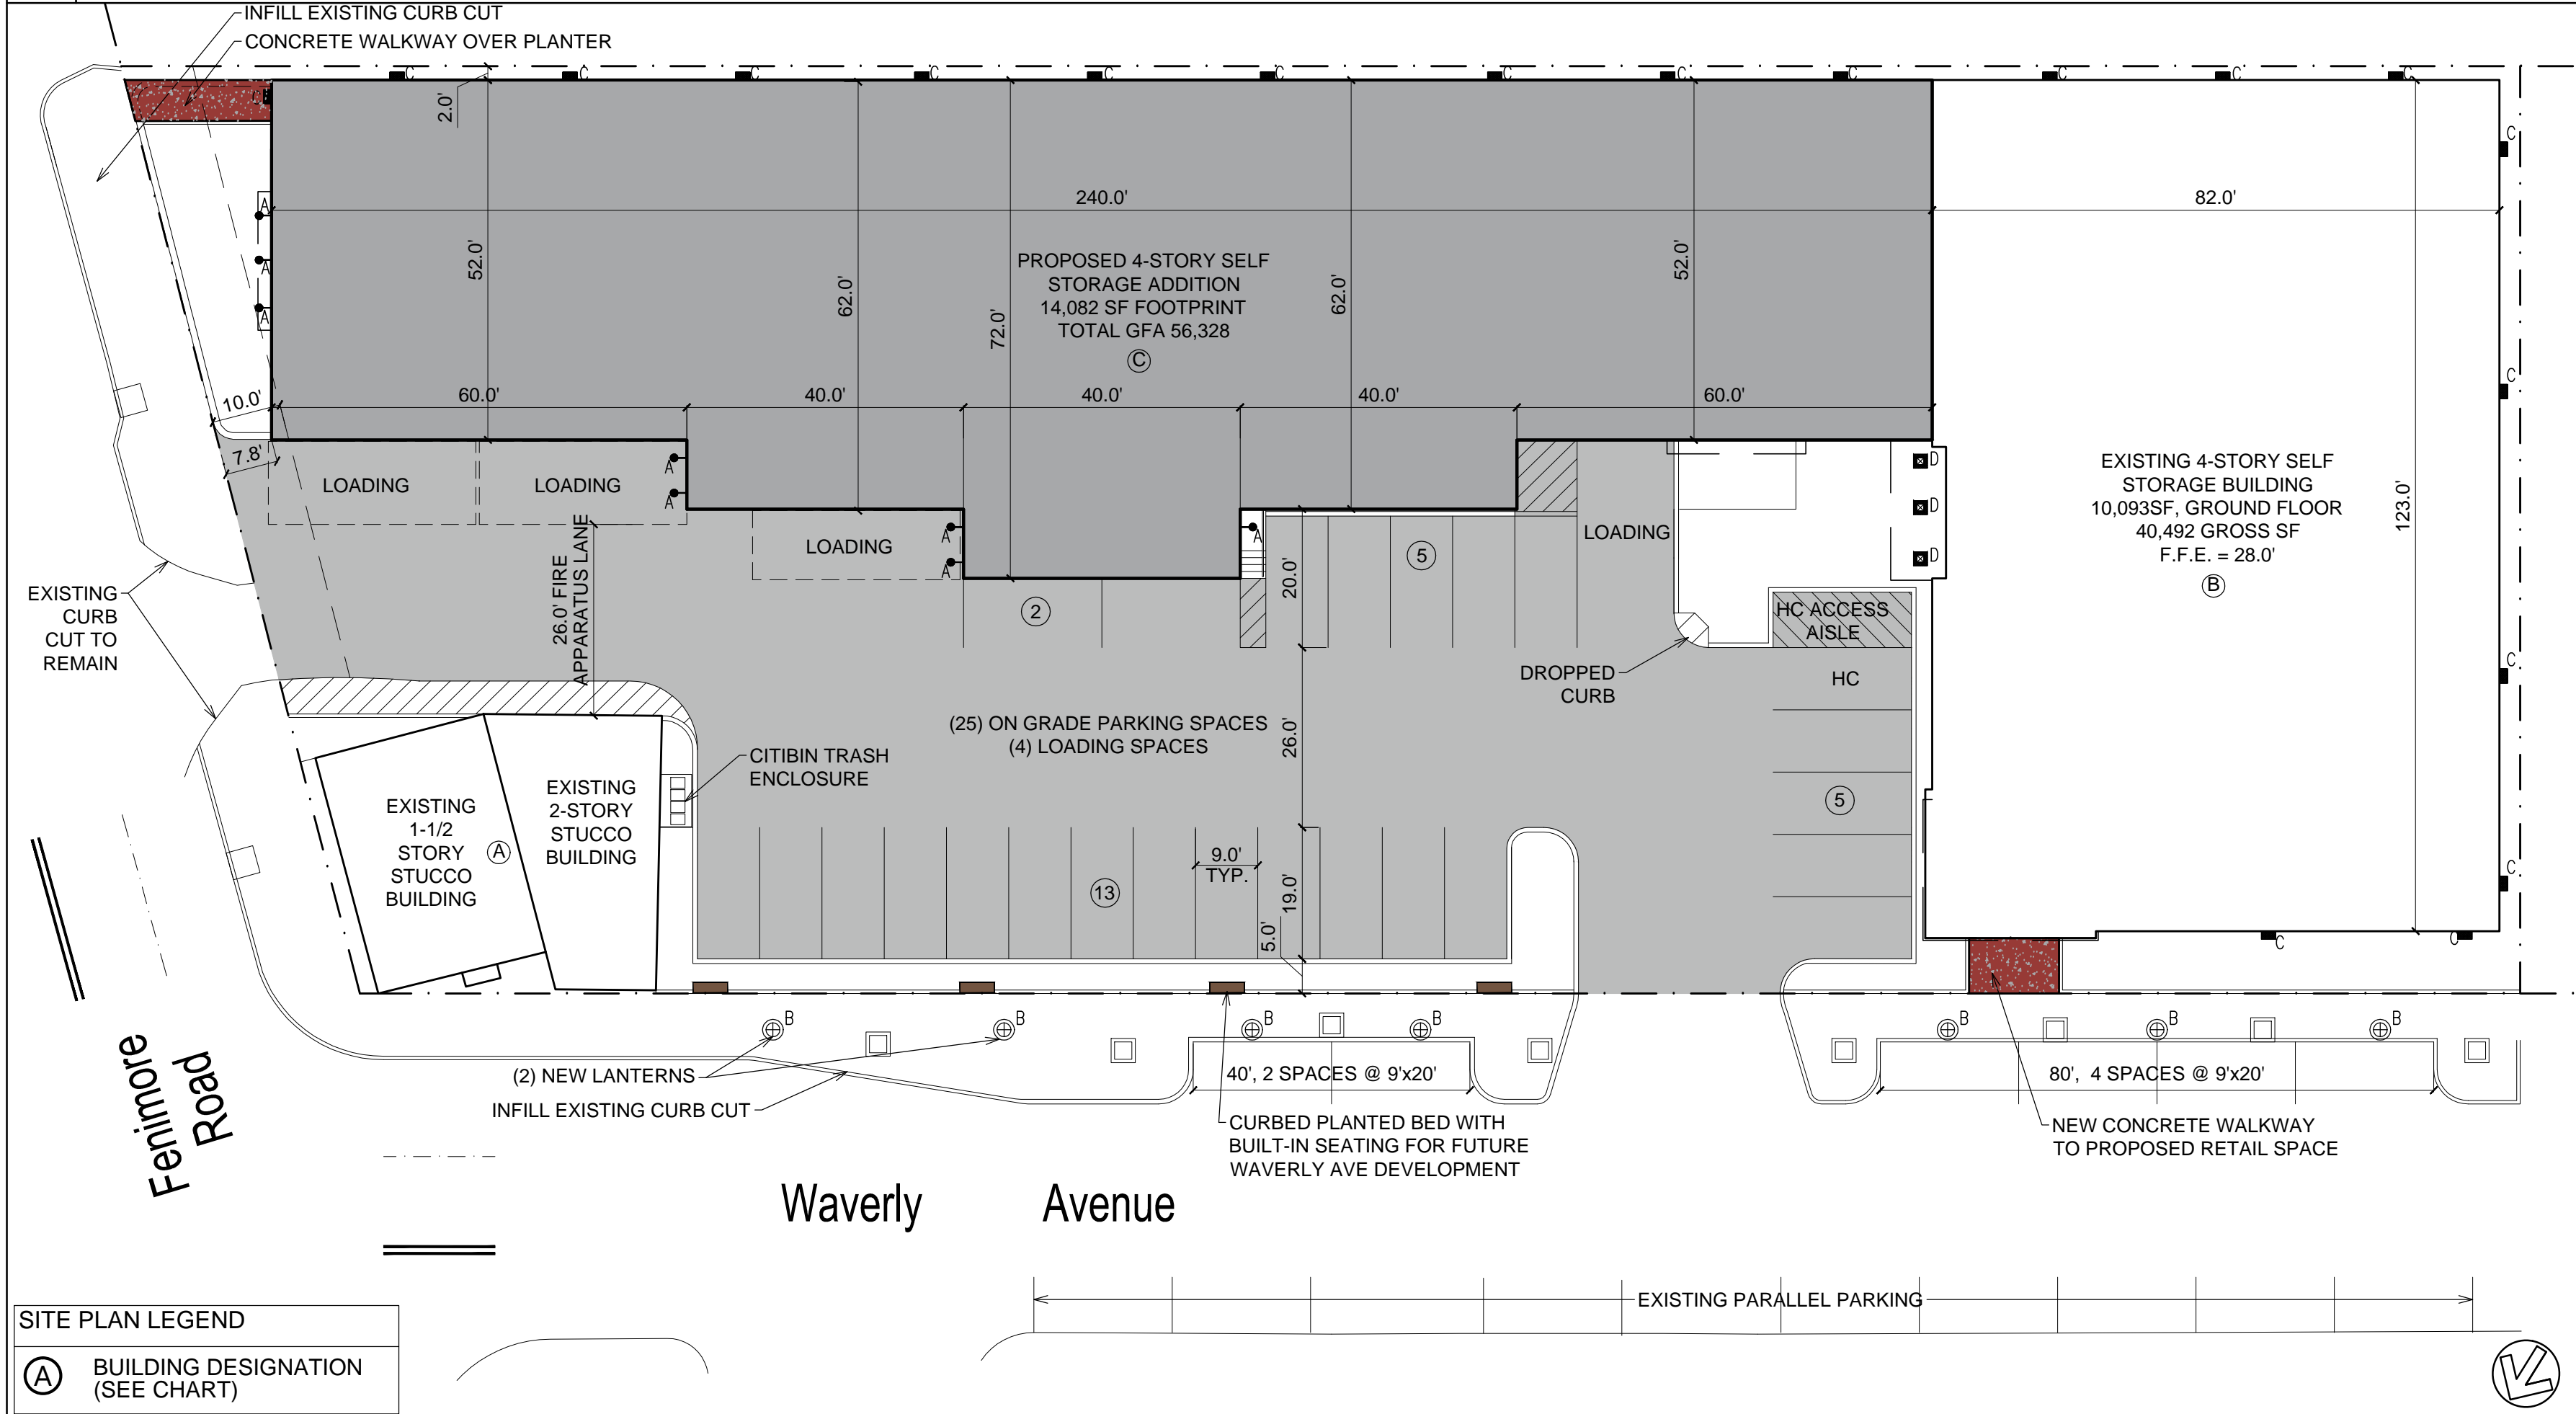 INFILL EXISTING CURB CUT
CONCRETE WALKWAY OVER PLANTER
C
C
C
C
C
C
C
C
C
C
C
C
C
2.0'
C
240.0'
82.0'
A
A
A
52.0'
62.0'
72.0'
62.0'
52.0'
PROPOSED 4-STORY SELF
STORAGE ADDITION
14,082 SF FOOTPRINT
TOTAL GFA 56,328
C
60.0'
40.0'
40.0'
40.0'
60.0'
10.0'
7.8'
C
EXISTING 4-STORY SELF
STORAGE BUILDING
10,093SF, GROUND FLOOR
40,492 GROSS SF
F.F.E. = 28.0'
B
123.0'
LOADING
LOADING
A
A
LOADING
A
A
A
5
LOADING
D
D
D
26.0' FIRE
APPARATUS LANE
2
20.0'
HC ACCESS
AISLE
HC
C
DROPPED
CURB
EXISTING
CURB
CUT TO
REMAIN
(25) ON GRADE PARKING SPACES
(4) LOADING SPACES
26.0'
CITIBIN TRASH
ENCLOSURE
EXISTING
1-1/2
STORY
STUCCO
BUILDING
A
EXISTING
2-STORY
STUCCO
BUILDING
5
9.0'
TYP.
13
19.0'
5.0'
C
C
C
B
B
B
B
B
B
B
(2) NEW LANTERNS
INFILL EXISTING CURB CUT
40', 2 SPACES @ 9'x20'
80', 4 SPACES @ 9'x20'
CURBED PLANTED BED WITH
BUILT-IN SEATING FOR FUTURE
WAVERLY AVE DEVELOPMENT
NEW CONCRETE WALKWAY
TO PROPOSED RETAIL SPACE
Fenimore
Road
Waverly Avenue
EXISTING PARALLEL PARKING
SITE PLAN LEGEND
A
BUILDING DESIGNATION
(SEE CHART)